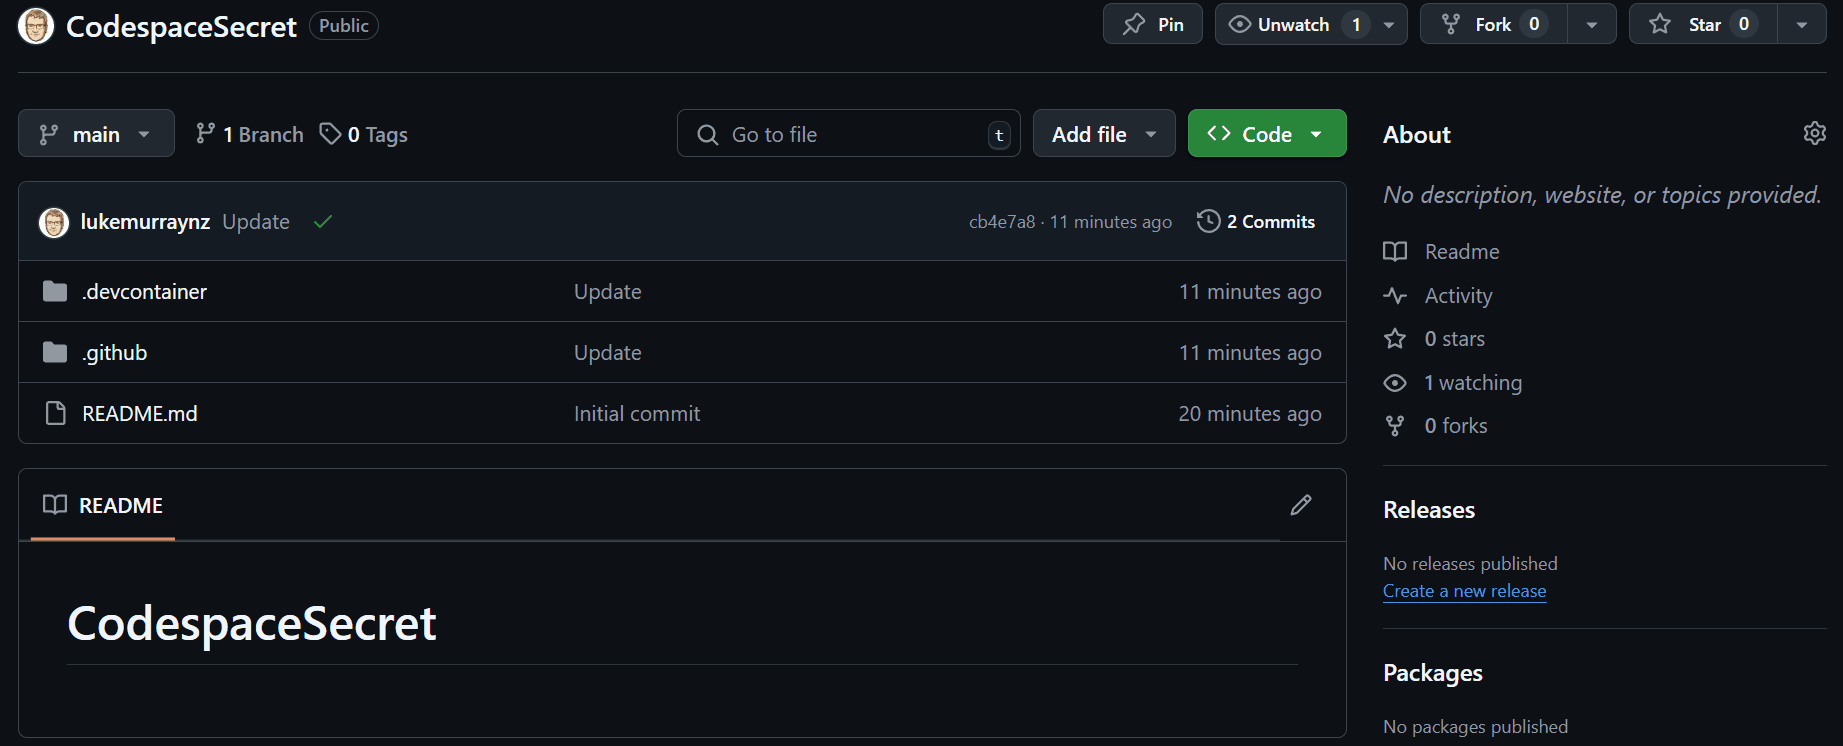 CodespaceSecret Public Pin Unwatch 1 Fork 0 Star 0
main 1 Branch 0 Tags Go to file t Add file Code
lukemurraynz Update cb4e7a8 · 11 minutes ago 2 Commits
.devcontainer Update 11 minutes ago
.github Update 11 minutes ago
README.md Initial commit 20 minutes ago
README
CodespaceSecret
About
No description, website, or topics provided.
Readme
Activity
0 stars
1 watching
0 forks
Releases
No releases published
Create a new release
Packages
No packages published